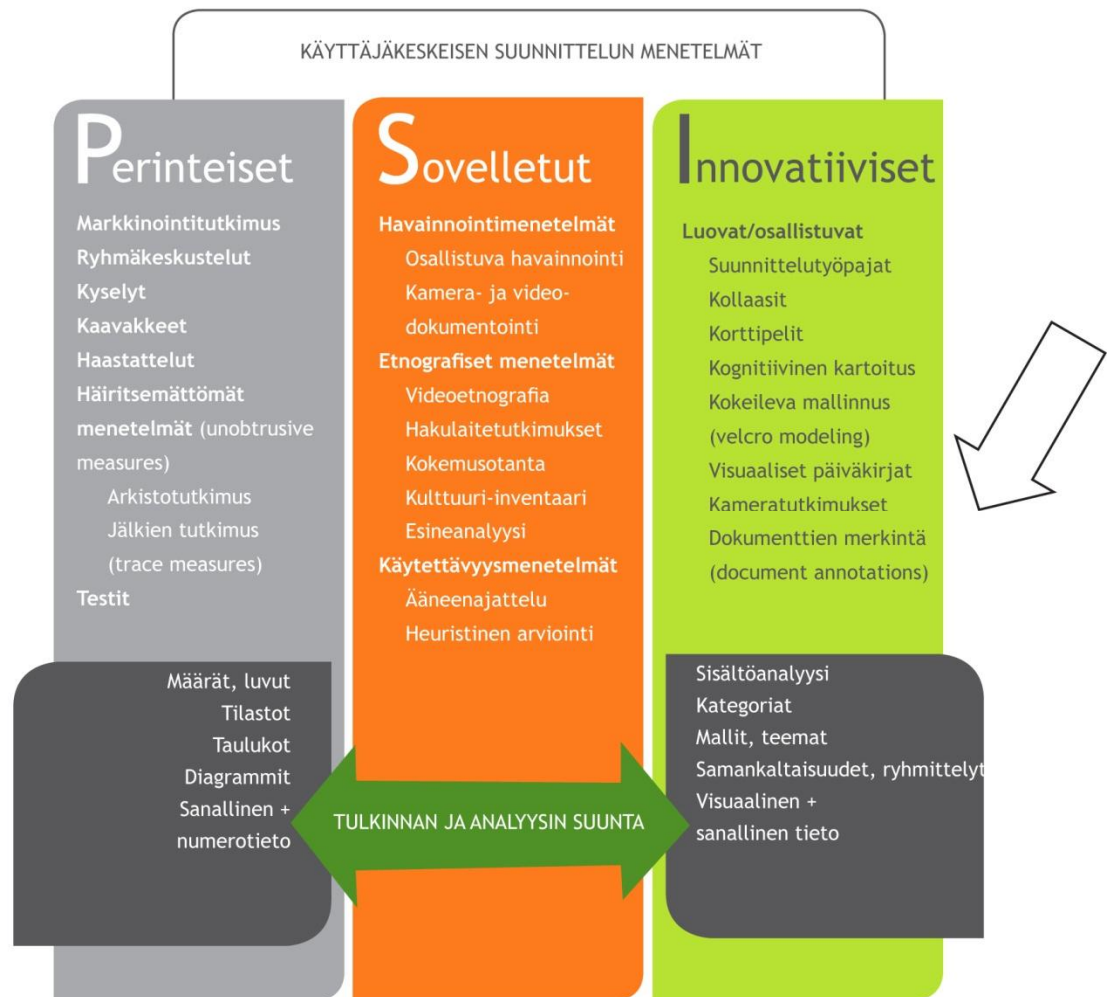 KÄYTTÄJÄKESKEISEN SUUNNITTELUN MENETELMÄT
Perinteiset
Markkinointitutkimus
Ryhmäkeskustelut
Kyselyt
Kaavakkeet
Haastattelut
Häiritsemättömät
menetelmät (unobtrusive
measures)
Arkistotutkimus
Jälkien tutkimus
(trace measures)
Testit
Määrät, luvut
Tilastot
Taulukot
Diagrammit
Sanallinen +
numerotieto
Sovelletut
Havainnointimenetelmät
Osallistuva havainnointi
Kamera- ja video-
dokumentointi
Etnografiset menetelmät
Videoetnografia
Hakulaitetutkimukset
Kokemusotanta
Kulttuuri-inventaari
Esineanalyysi
Käytettävyysmenetelmät
Ääneenajattelu
Heuristinen arviointi
TULKINNAN JA ANALYYSIN SUUNTA
Innovatiiviset
Luovat/osallistuvat
Suunnittelutyöpajat
Kollaasit
Korttipelit
Kognitiivinen kartoitus
Kokeileva mallinnus
(velcro modeling)
Visuaaliset päiväkirjat
Kameratutkimukset
Dokumenttien merkintä
(document annotations)
Sisältöanalyysi
Kategoriat
Mallit, teemat
Samankaltaisuudet, ryhmittelyt
Visuaalinen +
sanallinen tieto